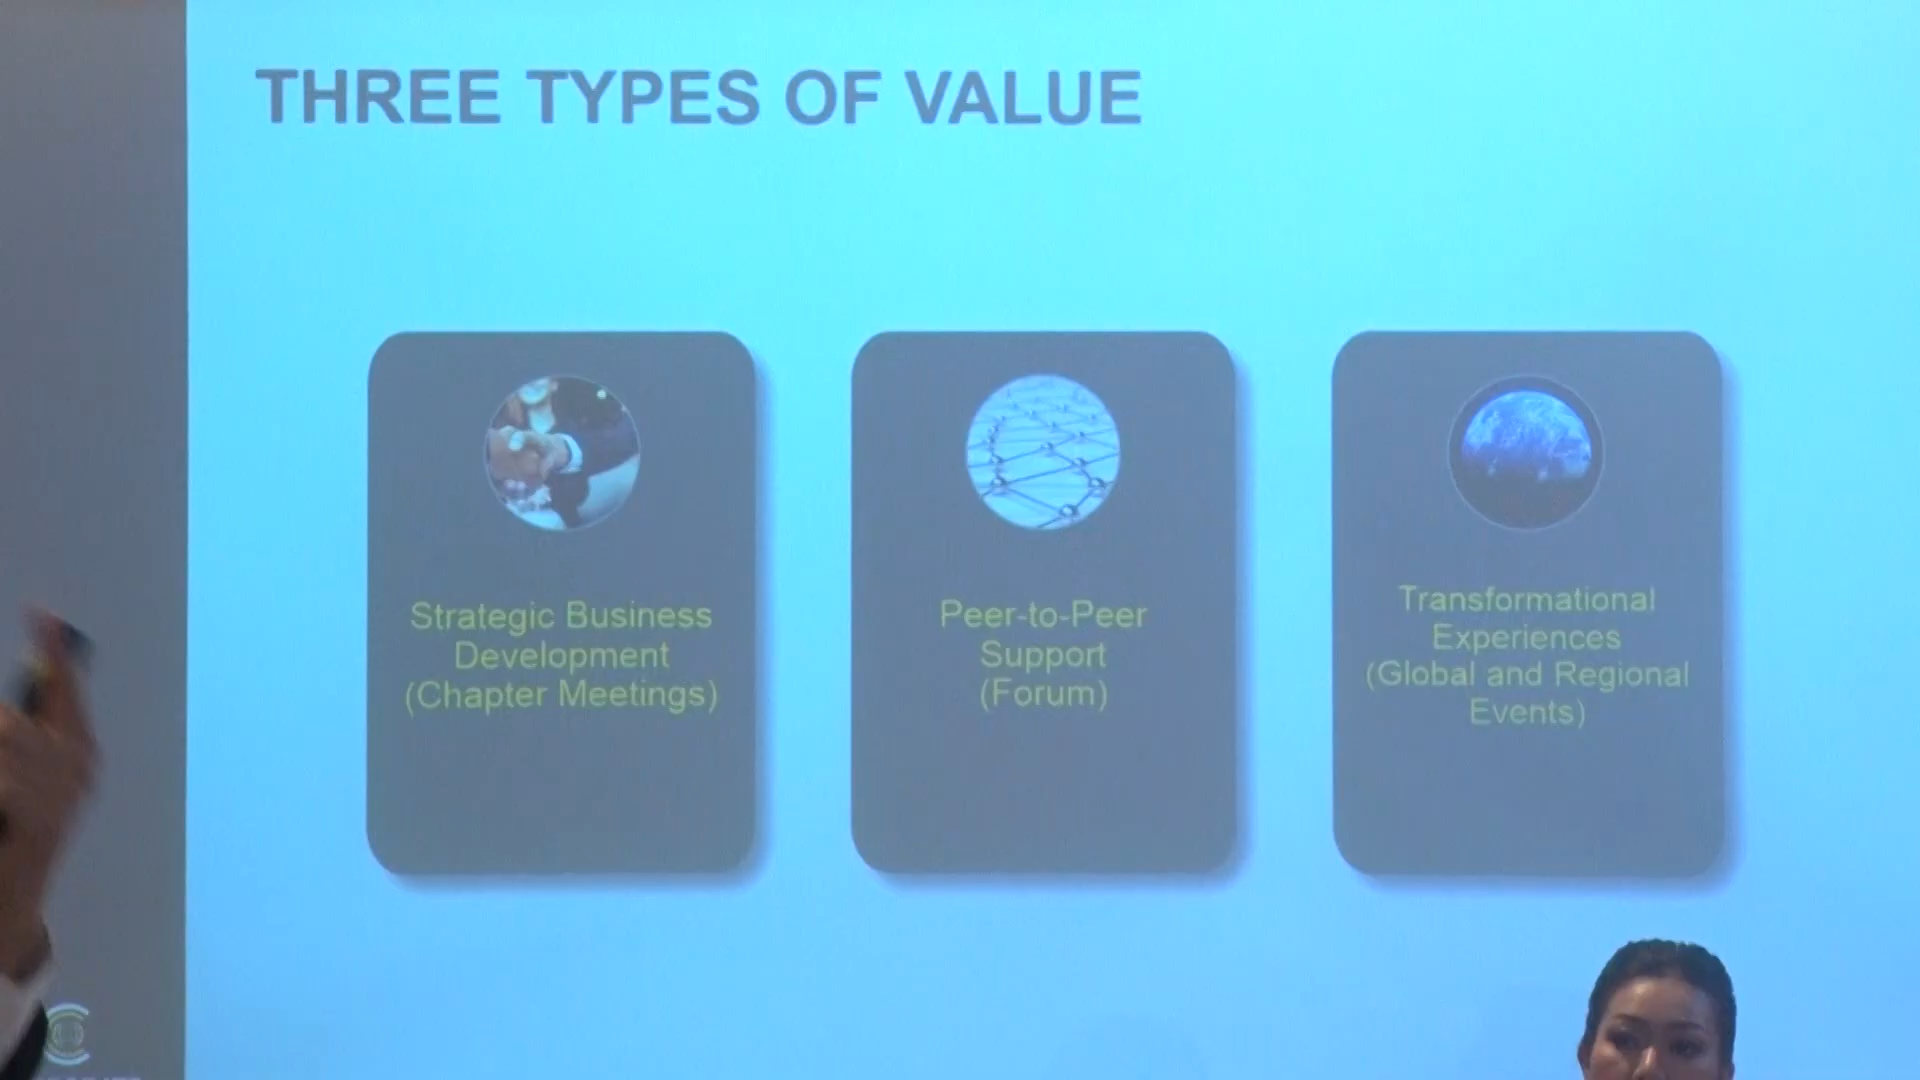 THREE TYPES OF VALUE
Strategic Business
Development
(Chapter Meetings)
Peer-to-Peer
Support
(Forum)
Transformational
Experiences
(Global and Regional
Events)